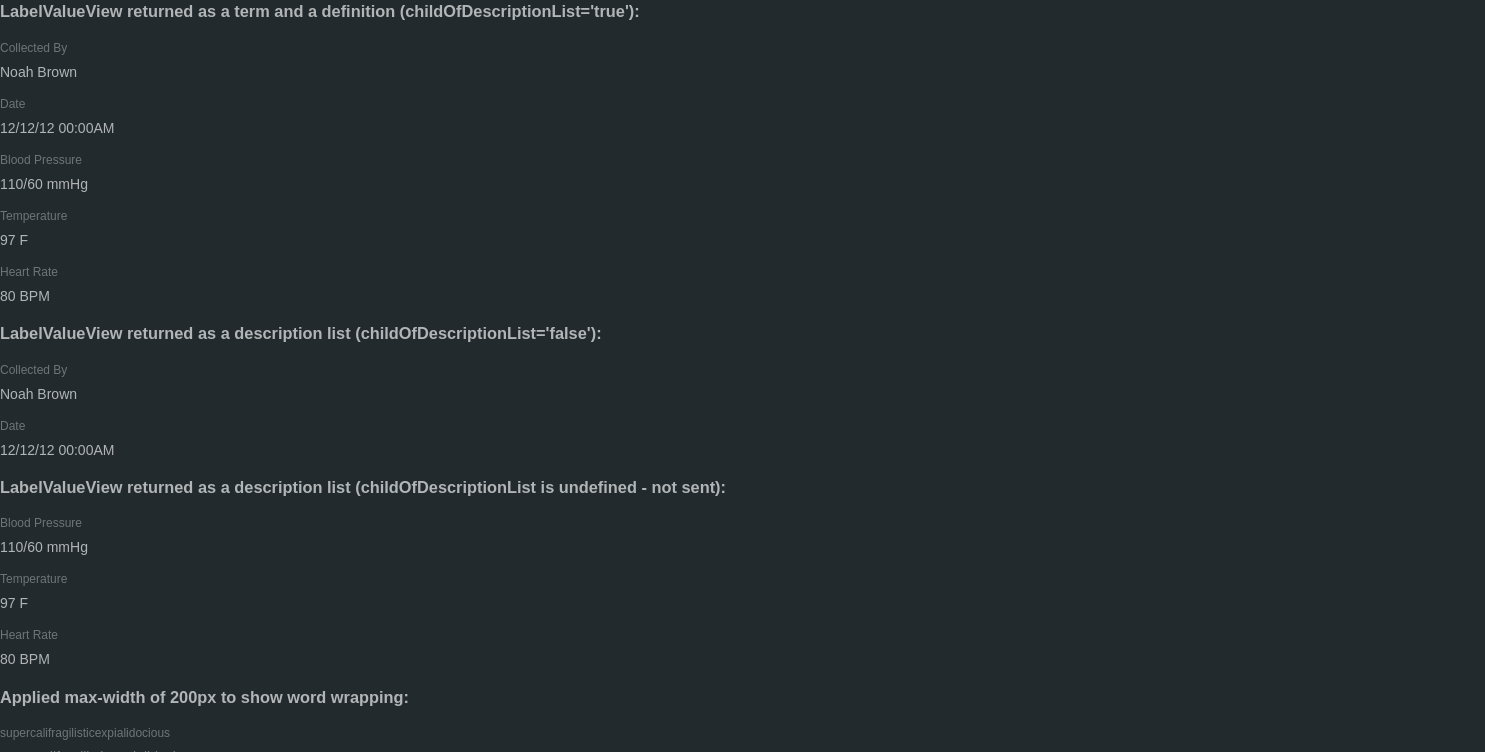 LabelValueView returned as a term and a definition (childOfDescriptionList='true'):
Collected By
Noah Brown
Date
12/12/12 00:00AM
Blood Pressure
110/60 mmHg
Temperature
97 F
Heart Rate
80 BPM
LabelValueView returned as a description list (childOfDescriptionList='false'):
Collected By
Noah Brown
Date
12/12/12 00:00AM
LabelValueView returned as a description list (childOfDescriptionList is undefined - not sent):
Blood Pressure
110/60 mmHg
Temperature
97 F
Heart Rate
80 BPM
Applied max-width of 200px to show word wrapping:
supercalifragilisticexpialidocious